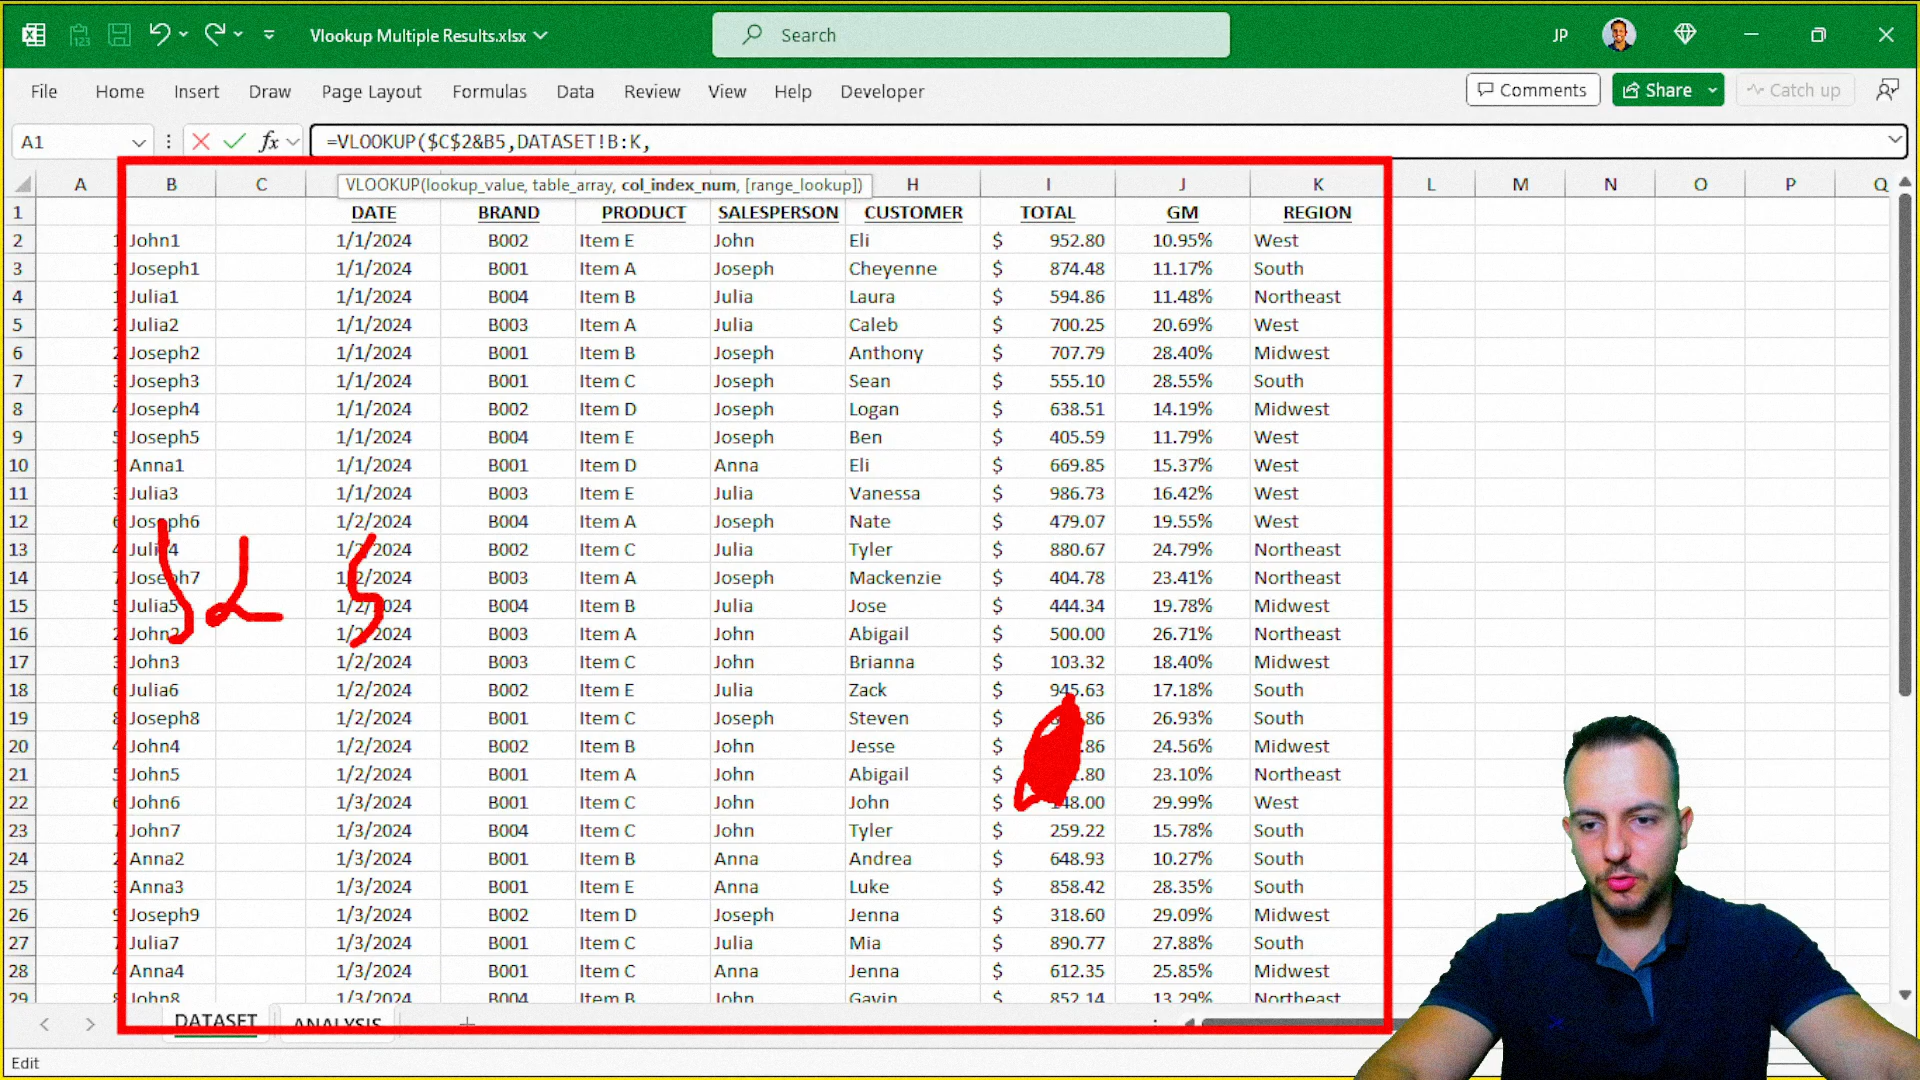 Vlookup Multiple Results.xlsx
Search
JP
File Home Insert Draw Page Layout Formulas Data Review View Help Developer
Comments Share Catch up
A1 fx =VLOOKUP($C$2&B5,DATASET!B:K,
VLOOKUP(lookup_value, table_array, col_index_num, [range_lookup])
A B C H I J K L M N O P Q
1 DATE BRAND PRODUCT SALESPERSON CUSTOMER TOTAL GM REGION
2 1 John1 1/1/2024 B002 Item E John Eli $ 952.80 10.95% West
3 1 Joseph1 1/1/2024 B001 Item A Joseph Cheyenne $ 874.48 11.17% South
4 1 Julia1 1/1/2024 B004 Item B Julia Laura $ 594.86 11.48% Northeast
5 2 Julia2 1/1/2024 B003 Item A Julia Caleb $ 700.25 20.69% West
6 2 Joseph2 1/1/2024 B001 Item B Joseph Anthony $ 707.79 28.40% Midwest
7 3 Joseph3 1/1/2024 B001 Item C Joseph Sean $ 555.10 28.55% South
8 4 Joseph4 1/1/2024 B002 Item D Joseph Logan $ 638.51 14.19% Midwest
9 5 Joseph5 1/1/2024 B004 Item E Joseph Ben $ 405.59 11.79% West
10 1 Anna1 1/1/2024 B001 Item D Anna Eli $ 669.85 15.37% West
11 3 Julia3 1/1/2024 B003 Item E Julia Vanessa $ 986.73 16.42% West
12 6 Joseph6 1/2/2024 B004 Item A Joseph Nate $ 479.07 19.55% West
13 4 Julia4 1/2/2024 B002 Item C Julia Tyler $ 880.67 24.79% Northeast
14 7 Joseph7 1/2/2024 B003 Item A Joseph Mackenzie $ 404.78 23.41% Northeast
15 5 Julia5 1/2/2024 B004 Item B Julia Jose $ 444.34 19.78% Midwest
16 2 John2 1/2/2024 B003 Item A John Abigail $ 500.00 26.71% Northeast
17 3 John3 1/2/2024 B003 Item C John Brianna $ 103.32 18.40% Midwest
18 6 Julia6 1/2/2024 B002 Item E Julia Zack $ 945.63 17.18% South
19 8 Joseph8 1/2/2024 B001 Item C Joseph Steven $ .86 26.93% South
20 4 John4 1/2/2024 B002 Item B John Jesse $ .86 24.56% Midwest
21 5 John5 1/2/2024 B001 Item A John Abigail $ .80 23.10% Northeast
22 6 John6 1/3/2024 B001 Item C John John $ 148.00 29.99% West
23 7 John7 1/3/2024 B004 Item C John Tyler $ 259.22 15.78% South
24 2 Anna2 1/3/2024 B001 Item B Anna Andrea $ 648.93 10.27% South
25 3 Anna3 1/3/2024 B001 Item E Anna Luke $ 858.42 28.35% South
26 9 Joseph9 1/3/2024 B002 Item D Joseph Jenna $ 318.60 29.09% Midwest
27 7 Julia7 1/3/2024 B001 Item C Julia Mia $ 890.77 27.88% South
28 4 Anna4 1/3/2024 B001 Item C Anna Jenna $ 612.35 25.85% Midwest
29 8 John8 1/3/2024 B004 Item B John Gavin $ 852.14 13.29% Northeast
DATASET ANALYSIS
Edit